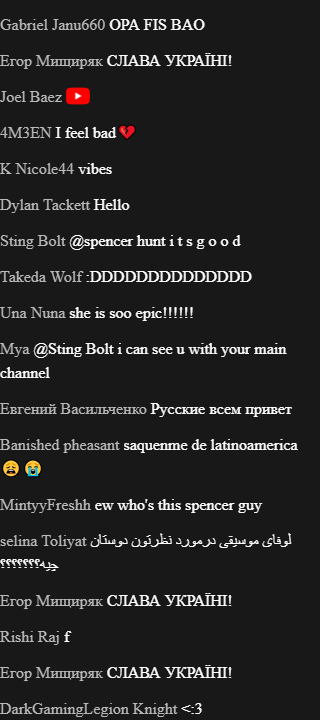 Gabriel Janu660 OPA FIS BAO
Егор Мищиряк СЛАВА УКРАЇНІ!
Joel Baez
4M3EN I feel bad 💔
K Nicole44 vibes
Dylan Tackett Hello
Sting Bolt @spencer hunt i t s g o o d
Takeda Wolf :DDDDDDDDDDDDDDD
Una Nuna she is soo epic!!!!!!
Mya @Sting Bolt i can see u with your main
channel
Евгений Васильченко Русские всем привет
Banished pheasant saquenme de latinoamerica
😩 😭
MintyyFreshh ew who's this spencer guy
selina Toliyat لوفای موسیقی درمورد نظرتون دوستان
چیه؟؟؟؟؟؟؟
Егор Мищиряк СЛАВА УКРАЇНІ!
Rishi Raj f
Егор Мищиряк СЛАВА УКРАЇНІ!
DarkGamingLegion Knight <:3